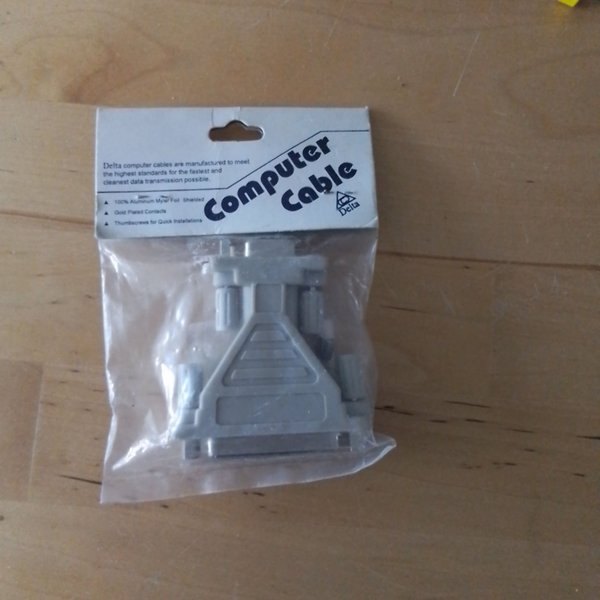 Delta computer cables are manufactured to meet
the highest standards for the fastest and
cleanest data transmission possible.
▲ 100% Aluminum Mylar Foil Shielded
▲ Gold Plated Contacts
▲ Thumbscrews for Quick Installations
Computer
Cable
Delta